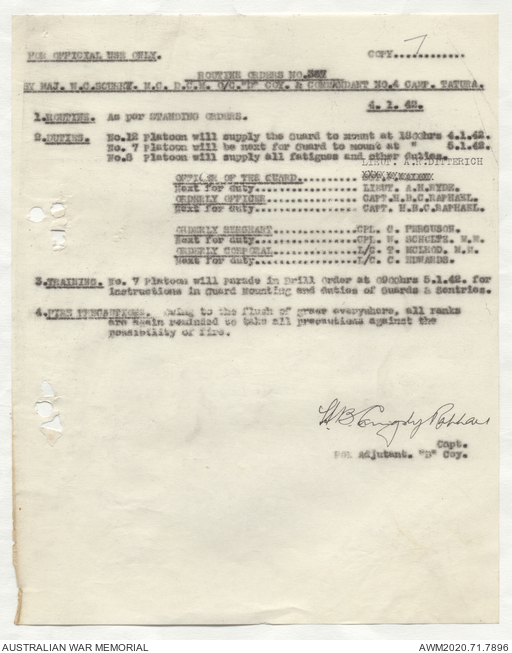 FOR OFFICIAL USE ONLY.
COPY....7........
ROUTINE ORDERS NO.
BY MAJ. W.C.SCURRY. M.C. D.C.M. O/C."D" COY. & COMMANDANT NO.4 CAMP. TATURA.
4. 1. 42.
1.ROUTINE. As per STANDING ORDERS.
2.DUTIES. No.12 Platoon will supply the Guard to mount at 1800hrs 4.1.42.
No. 7 Platoon will be next for Guard to mount at " 5.1.42.
No.8 Platoon will supply all fatigues and other duties.
LIEUT. A.H.DITTERICH
OFFICER OF THE GUARD............
Next for duty................LIEUT. A.H.HYDE.
ORDERLY OFFICER..............CAPT.H.B.C.RAPHAEL.
Next for duty................CAPT. H.B.C.RAPHAEL.
ORDERLY SERGEANT.............CPL. C. FERGUSON.
Next for duty................CPL. W. SCHOLTZ. M.M.
ORDERLY CORPORAL.............L/C. T. MCLEOD. M.M.
Next for duty................L/C. C. EDWARDS.
3.TRAINING. No. 7 Platoon will Parade in Drill Order at 0900hrs 5.1.42. for
instructions in Guard Mounting and duties of Guards & Sentries.
4.FIRE PRECAUTIONS. Owing to the flush of grass everywhere, all ranks
are again reminded to take all precautions against the
possibility of Fire.
Capt.
For Adjutant. "D" Coy.
AUSTRALIAN WAR MEMORIAL
AWM2020.71.7896